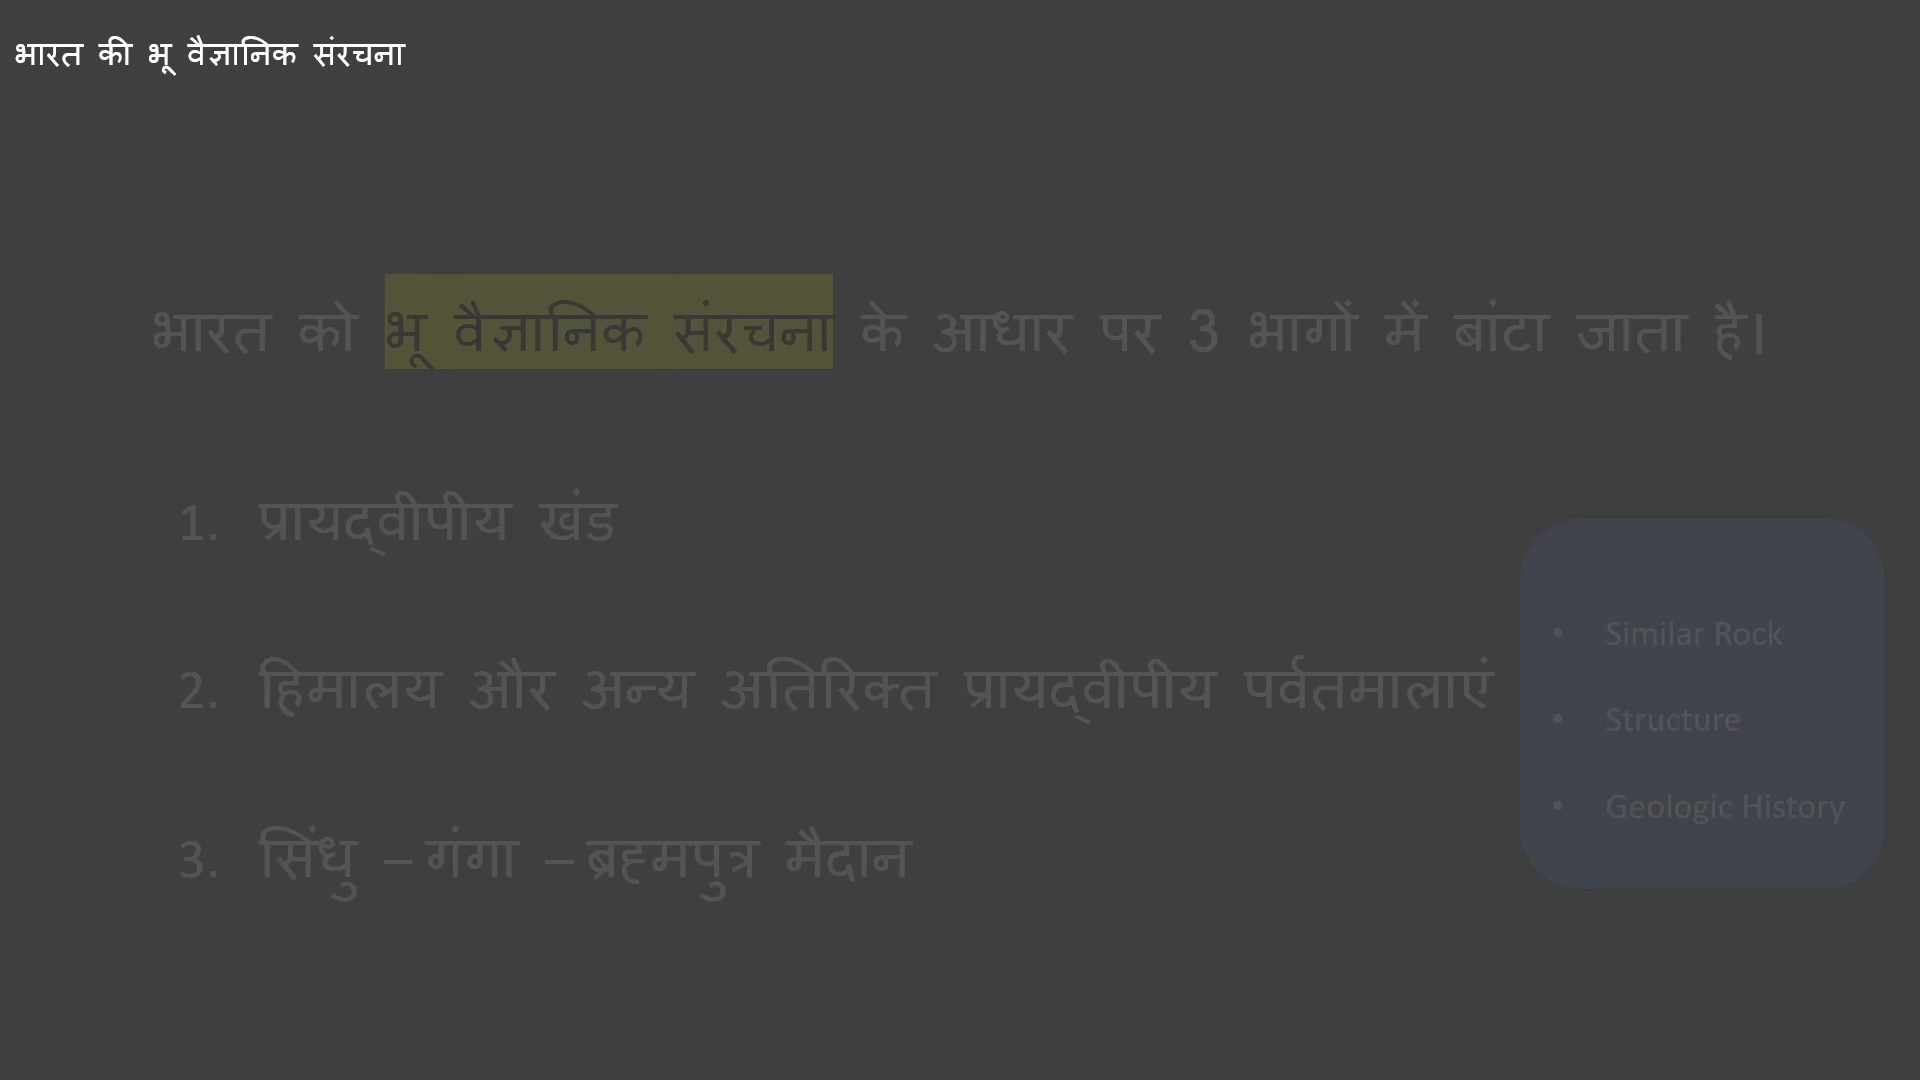 भारत की भू वैज्ञानिक संरचना
भारत को भू वैज्ञानिक संरचना के आधार पर 3 भागों में बांटा जाता है।
1. प्रायद्वीपीय खंड
2. हिमालय और अन्य अतिरिक्त प्रायद्वीपीय पर्वतमालाएं
3. सिंधु – गंगा – ब्रह्मपुत्र मैदान
• Similar Rock
• Structure
• Geologic History